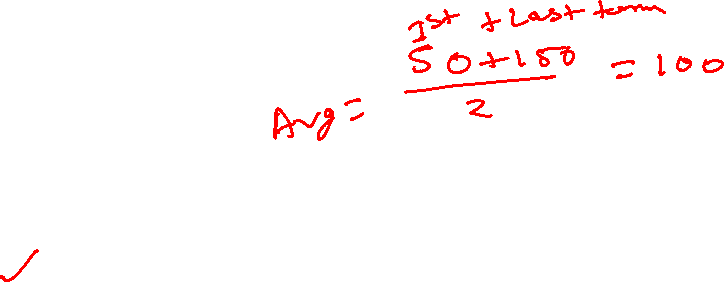 1st + Last term
50+150 = 100
Avg =
2